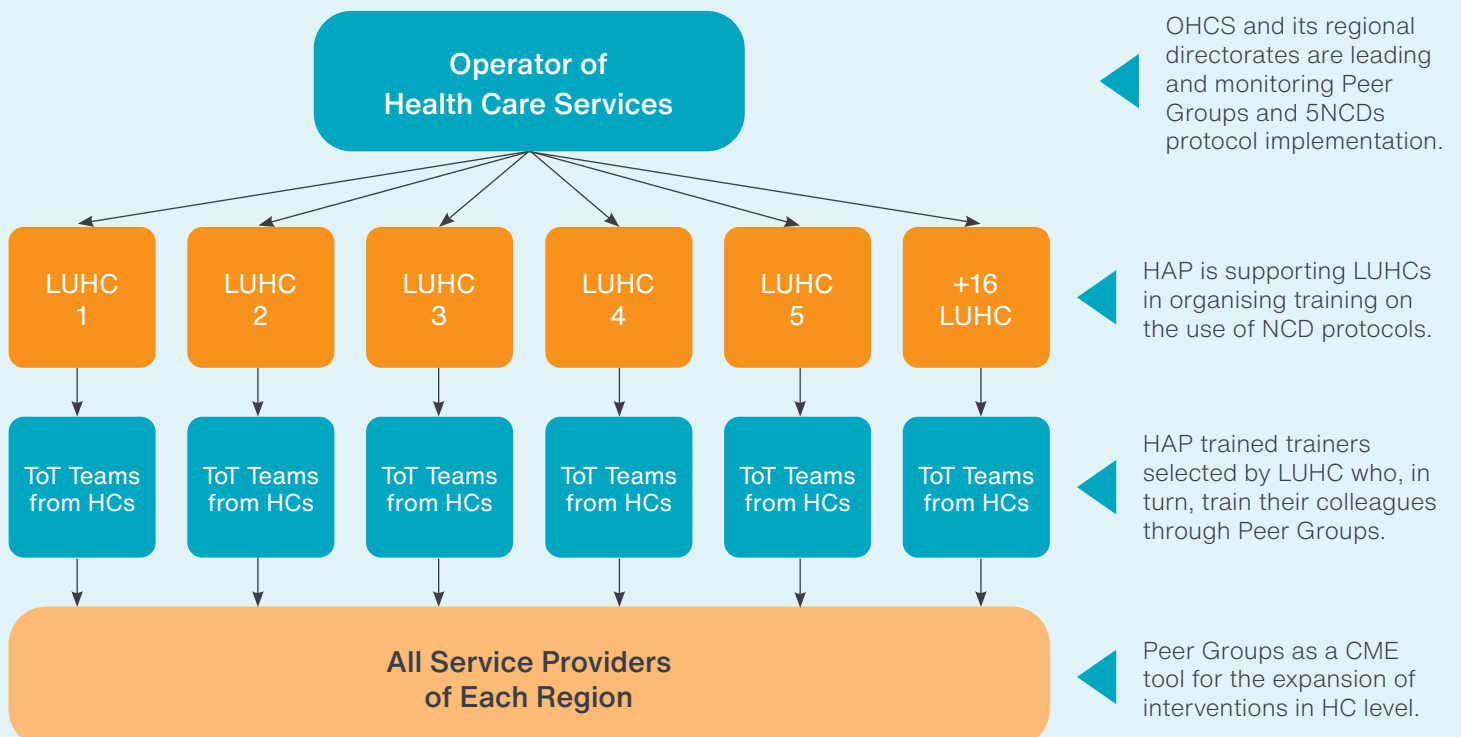 Operator of
Health Care Services
OHCS and its regional
directorates are leading
and monitoring Peer
Groups and 5NCDs
protocol implementation.
LUHC
1
LUHC
2
LUHC
3
LUHC
4
LUHC
5
+16
LUHC
HAP is supporting LUHCs
in organising training on
the use of NCD protocols.
ToT Teams
from HCs
ToT Teams
from HCs
ToT Teams
from HCs
ToT Teams
from HCs
ToT Teams
from HCs
ToT Teams
from HCs
HAP trained trainers
selected by LUHC who, in
turn, train their colleagues
through Peer Groups.
All Service Providers
of Each Region
Peer Groups as a CME
tool for the expansion of
interventions in HC level.